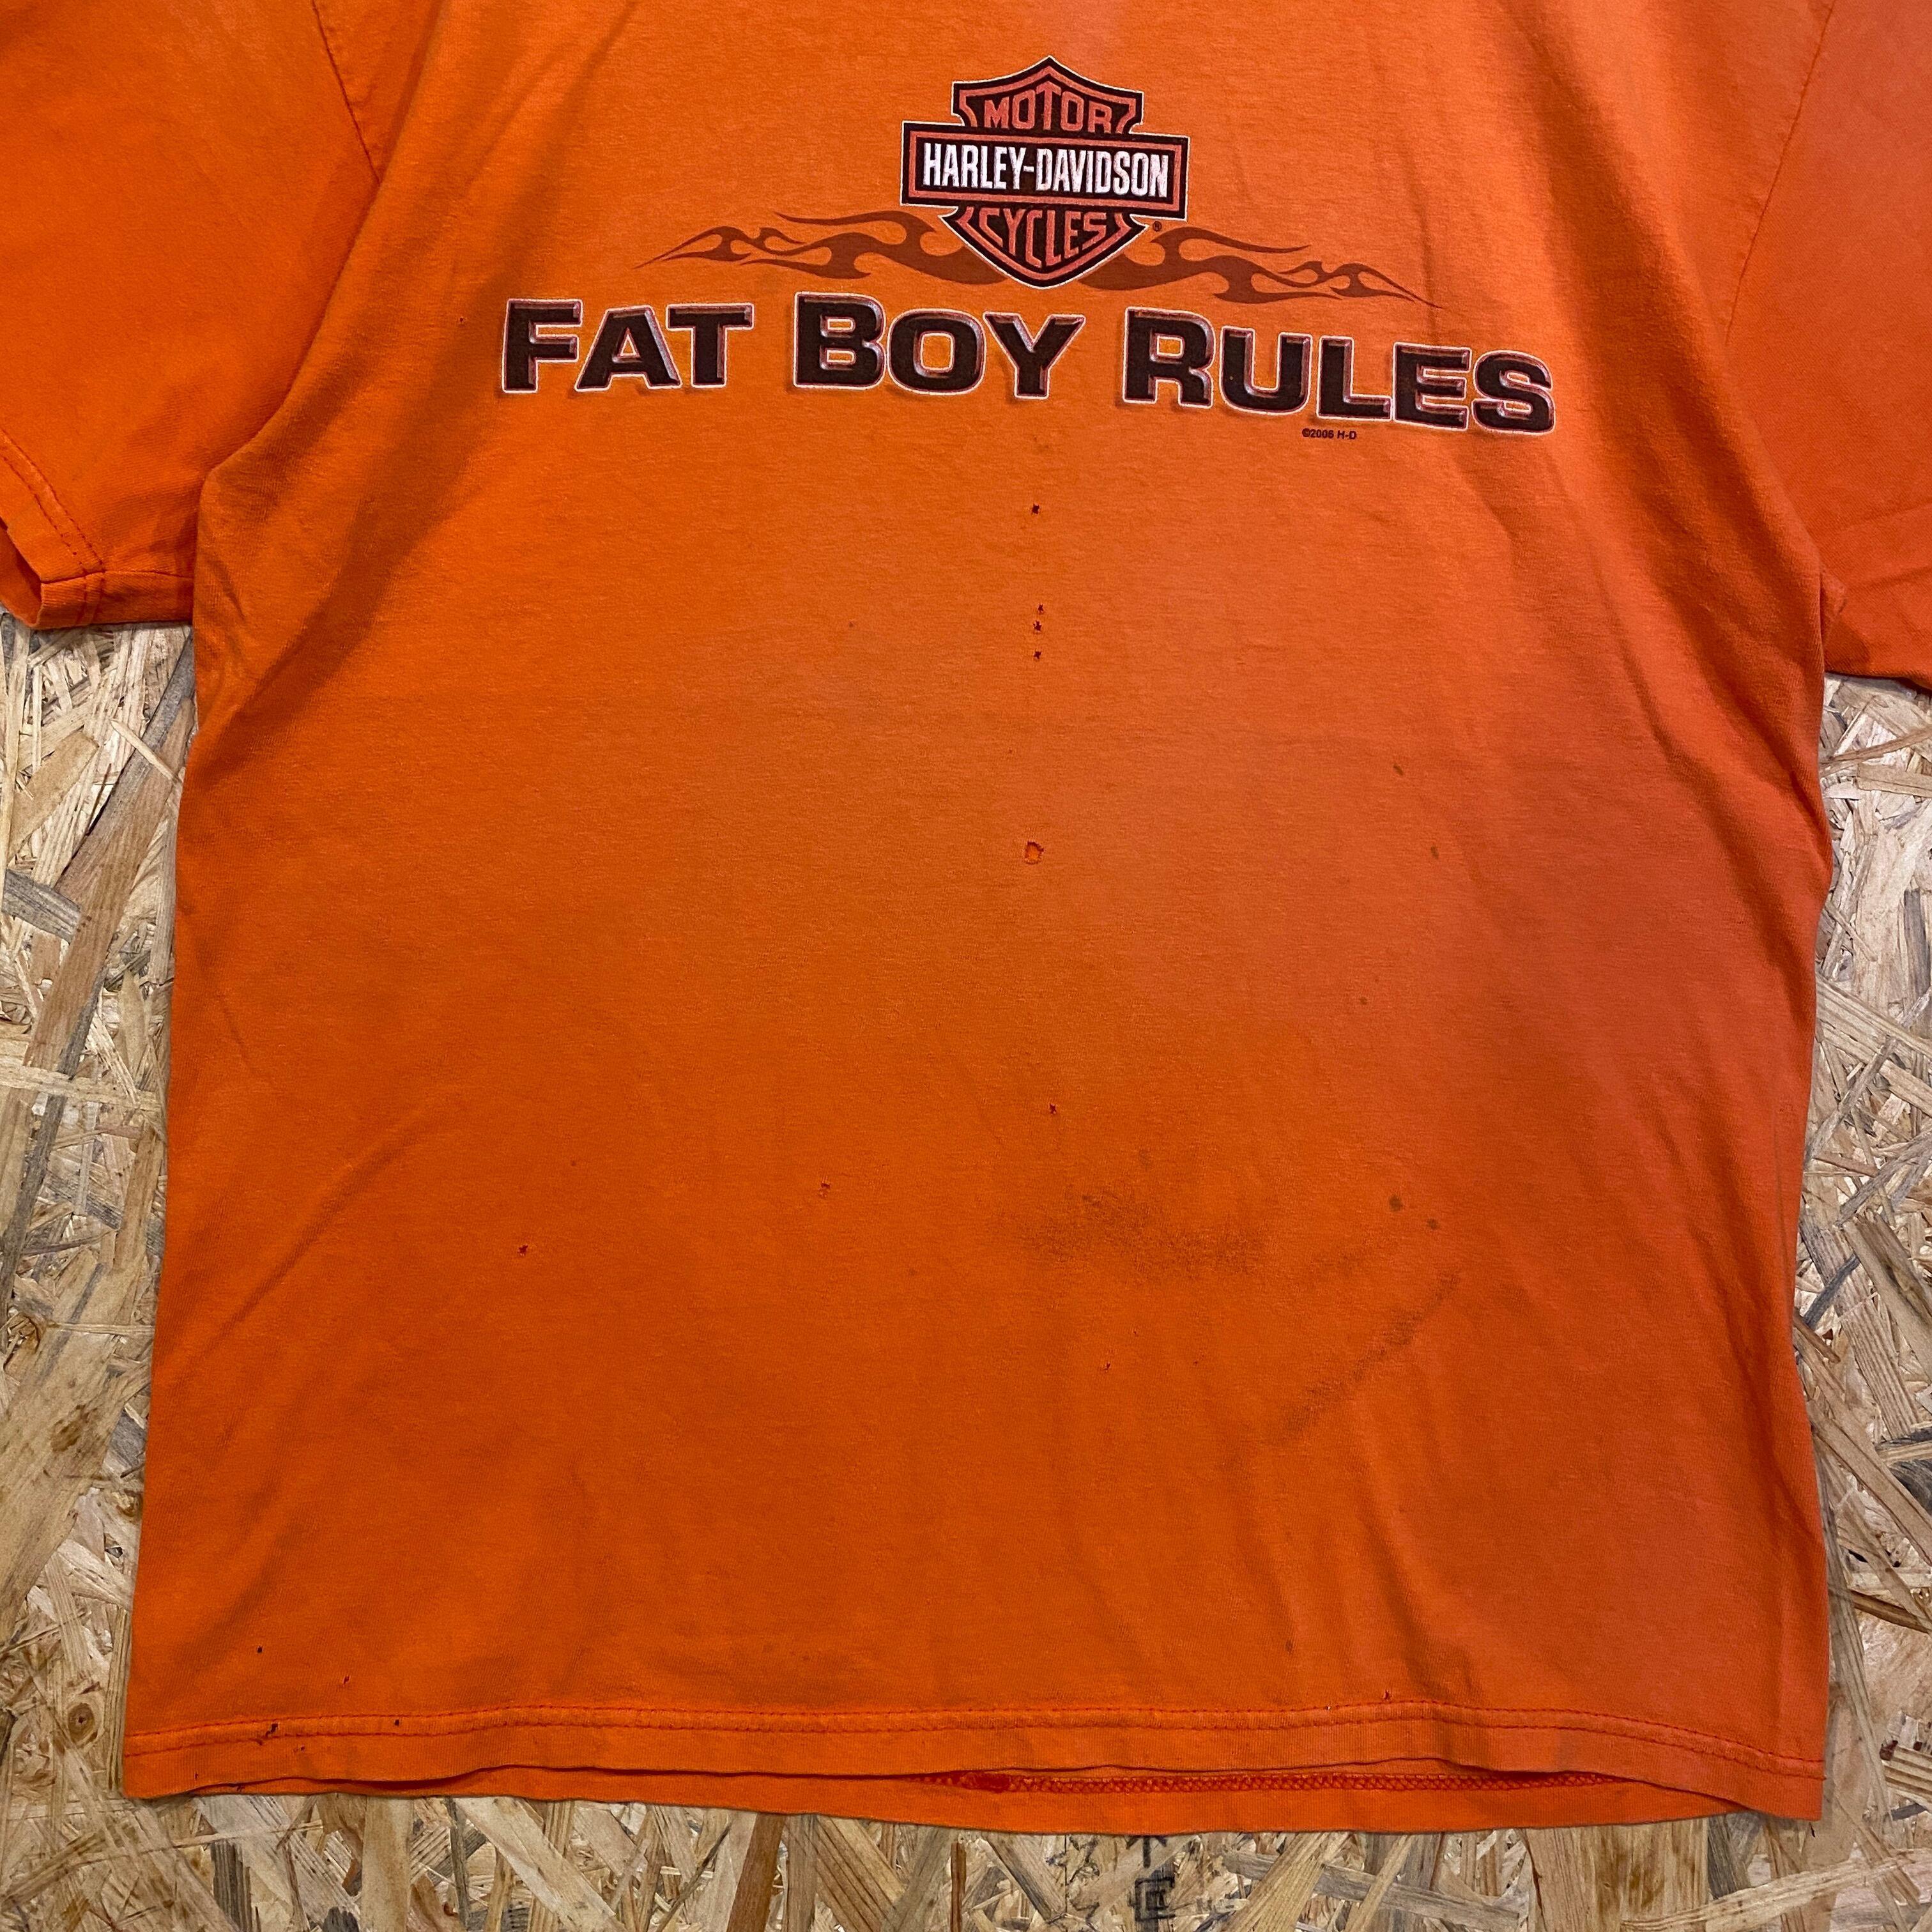 MOTOR
HARLEY-DAVIDSON
CYCLES
®
FAT BOY RULES
©2006 H-D